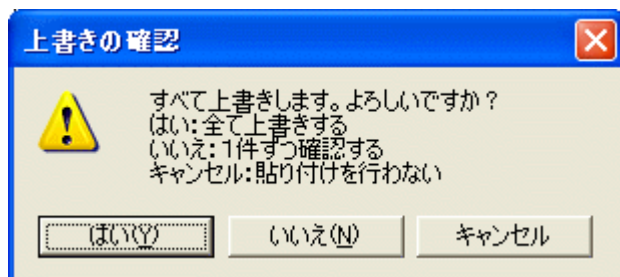 上書きの確認
すべて上書きします。よろしいですか？
はい：全て上書きする
いいえ：1件ずつ確認する
キャンセル：貼り付けを行わない
はい(Y) いいえ(N) キャンセル